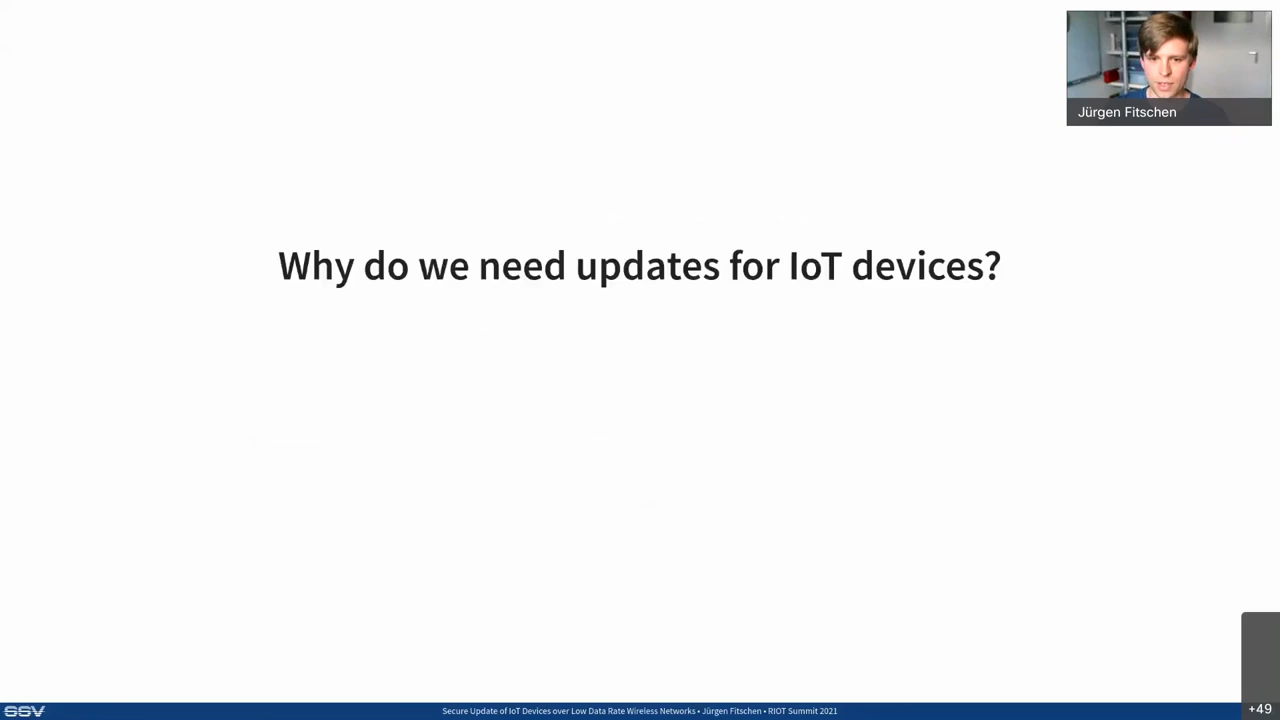 Jürgen Fitschen
Why do we need updates for IoT devices?
SSV
Secure Update of IoT Devices over Low Data Rate Wireless Networks • Jürgen Fitschen • RIOT Summit 2021
+49